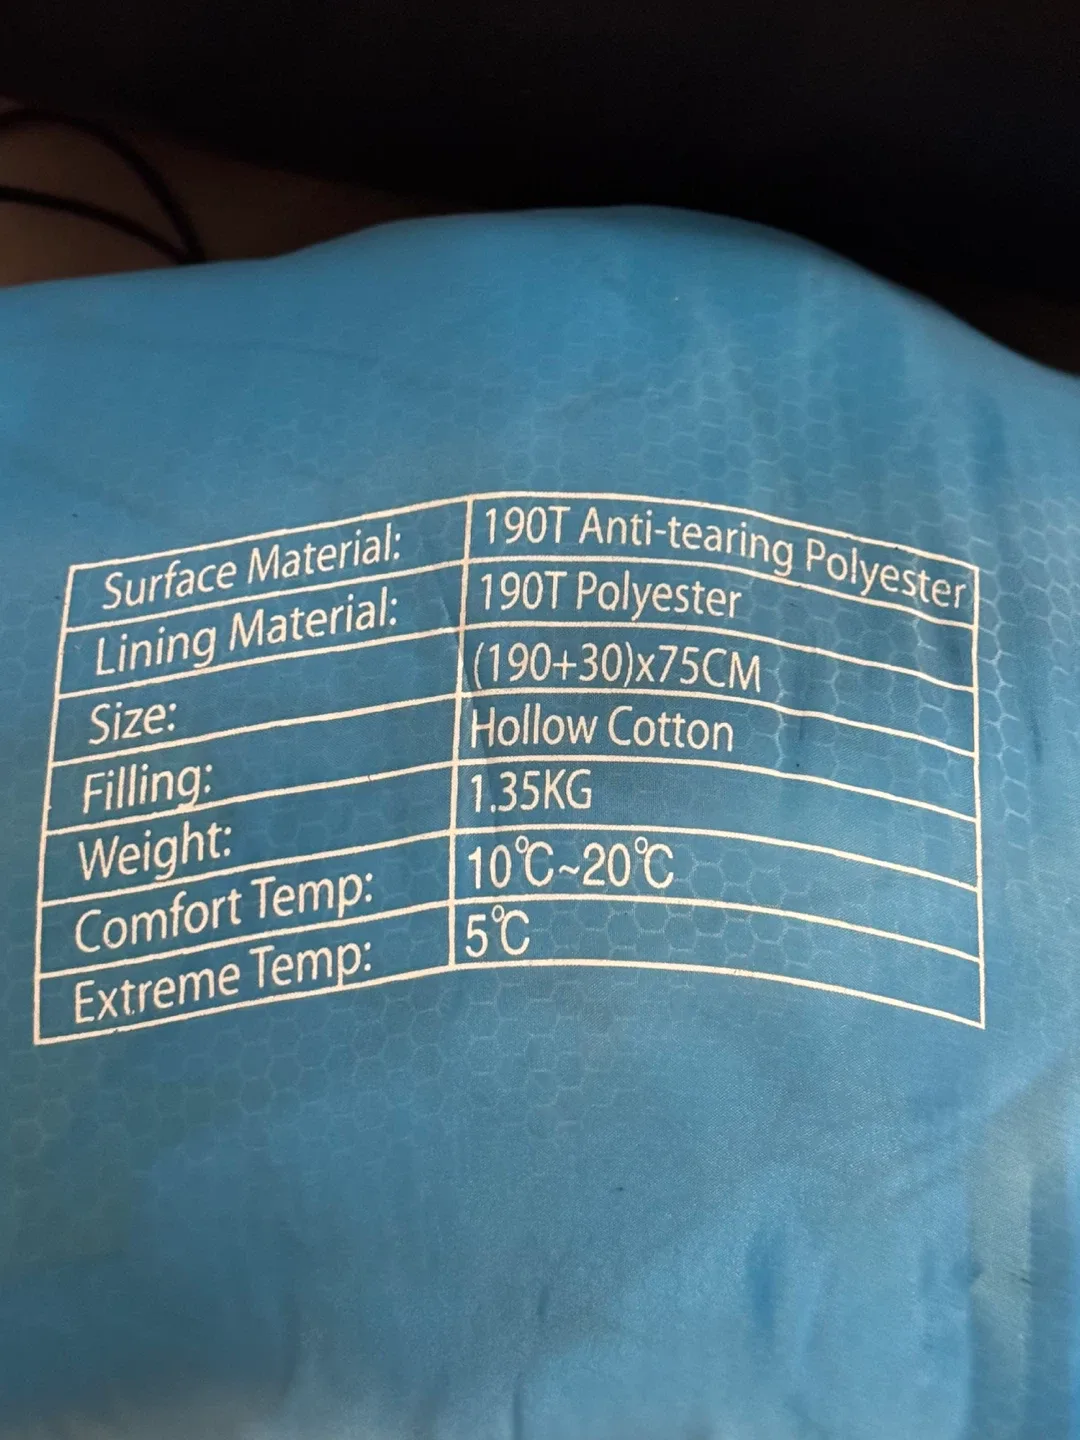 Surface Material: 190T Anti-tearing Polyester
Lining Material: 190T Polyester
Size: (190+30)x75CM
Filling: Hollow Cotton
Weight: 1.35KG
Comfort Temp: 10℃~20℃
Extreme Temp: 5℃